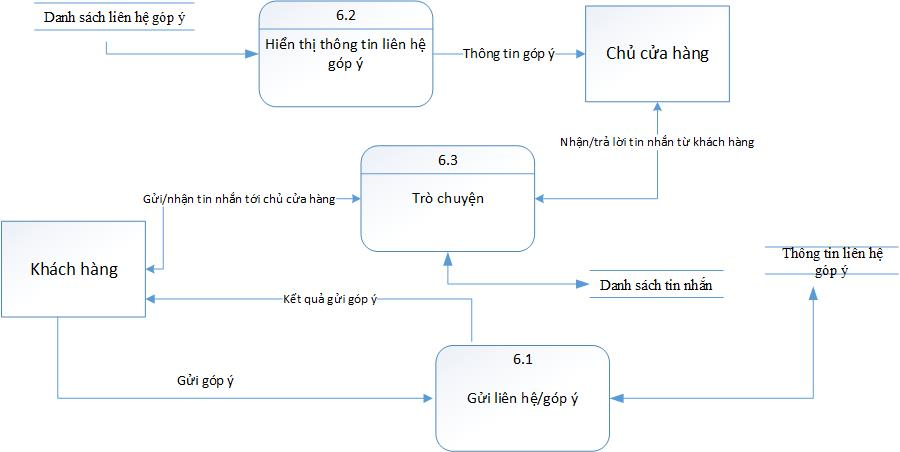 Danh sách liên hệ góp ý
6.2
Hiển thị thông tin liên hệ
góp ý
Thông tin góp ý
Chủ cửa hàng
Nhận/trả lời tin nhắn từ khách hàng
6.3
Trò chuyện
Gửi/nhận tin nhắn tới chủ cửa hàng
Khách hàng
Thông tin liên hệ
góp ý
Danh sách tin nhắn
Kết quả gửi góp ý
6.1
Gửi góp ý
Gửi liên hệ/góp ý